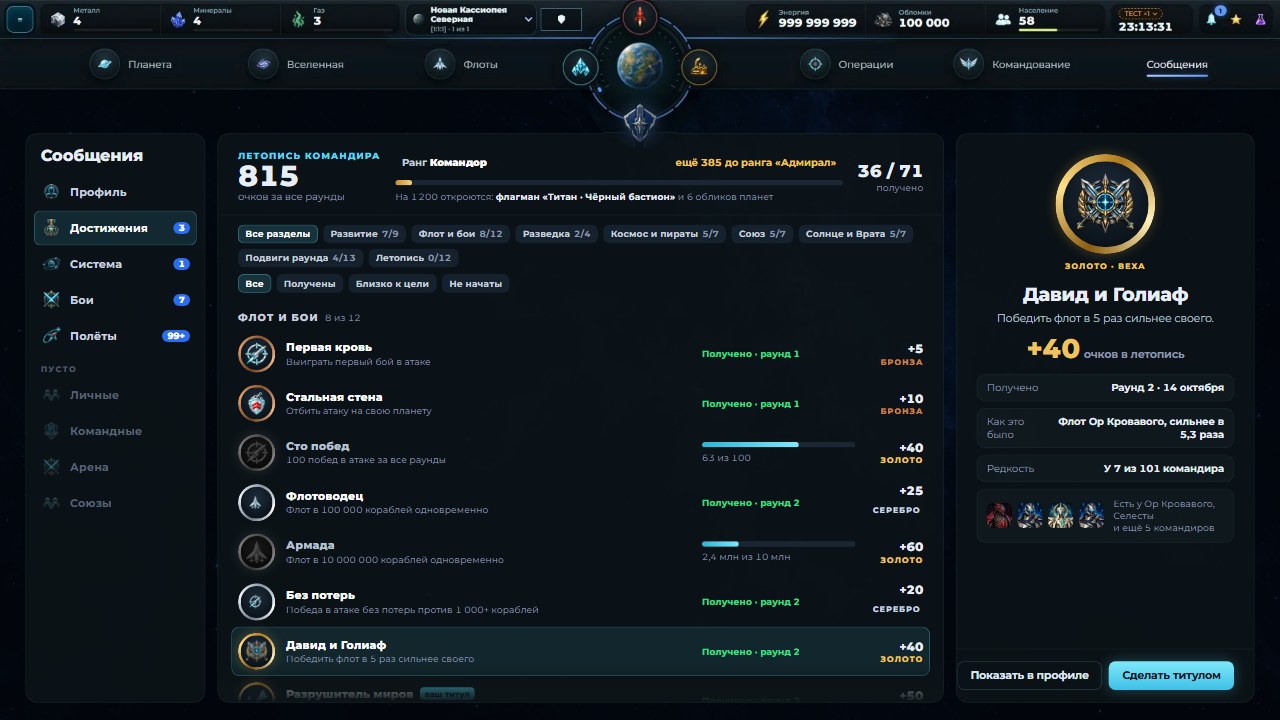 Металл
4
Минералы
4
Газ
3
Новая Кассиопея
Северная
Энергия
999 999 999
Обломки
100 000
Население
58
ТЕСТ ×1
23:13:31
1
Планета
Вселенная
Флоты
Операции
Командование
Сообщения
Сообщения
Профиль
Достижения 3
Система 1
Бои 7
Полёты 99+
ПУСТО
Личные
Командные
Арена
Союзы
ЛЕТОПИСЬ КОМАНДИРА
815
очков за все раунды
Ранг Командор
ещё 385 до ранга «Адмирал»
На 1 200 откроются: флагман «Титан · Чёрный бастион» и 6 обликов планет
36 / 71
получено
Все разделы
Развитие 7/9
Флот и бои 8/12
Разведка 2/4
Космос и пираты 5/7
Союз 5/7
Солнце и Врата 5/7
Подвиги раунда 4/13
Летопись 0/12
Все
Получены
Близко к цели
Не начаты
ФЛОТ И БОИ 8 из 12
Первая кровь
Выиграть первый бой в атаке
Получено · раунд 1
+5
БРОНЗА
Стальная стена
Отбить атаку на свою планету
Получено · раунд 1
+10
БРОНЗА
Сто побед
100 побед в атаке за все раунды
63 из 100
+40
ЗОЛОТО
Флотоводец
Флот в 100 000 кораблей одновременно
Получено · раунд 2
+25
СЕРЕБРО
Армада
Флот в 10 000 000 кораблей одновременно
2,4 млн из 10 млн
+60
ЗОЛОТО
Без потерь
Победа в атаке без потерь против 1 000+ кораблей
Получено · раунд 2
+20
СЕРЕБРО
Давид и Голиаф
Победить флот в 5 раз сильнее своего
Получено · раунд 2
+40
ЗОЛОТО
Разрушитель миров ваш титул
Получено · раунд 2
+50
ЗОЛОТО · ВЕХА
Давид и Голиаф
Победить флот в 5 раз сильнее своего.
+40 очков в летопись
Получено
Раунд 2 · 14 октября
Как это
было
Флот Ор Кровавого, сильнее в
5,3 раза
Редкость
У 7 из 101 командира
Есть у Ор Кровавого,
Селесты
и ещё 5 командиров
Показать в профиле
Сделать титулом